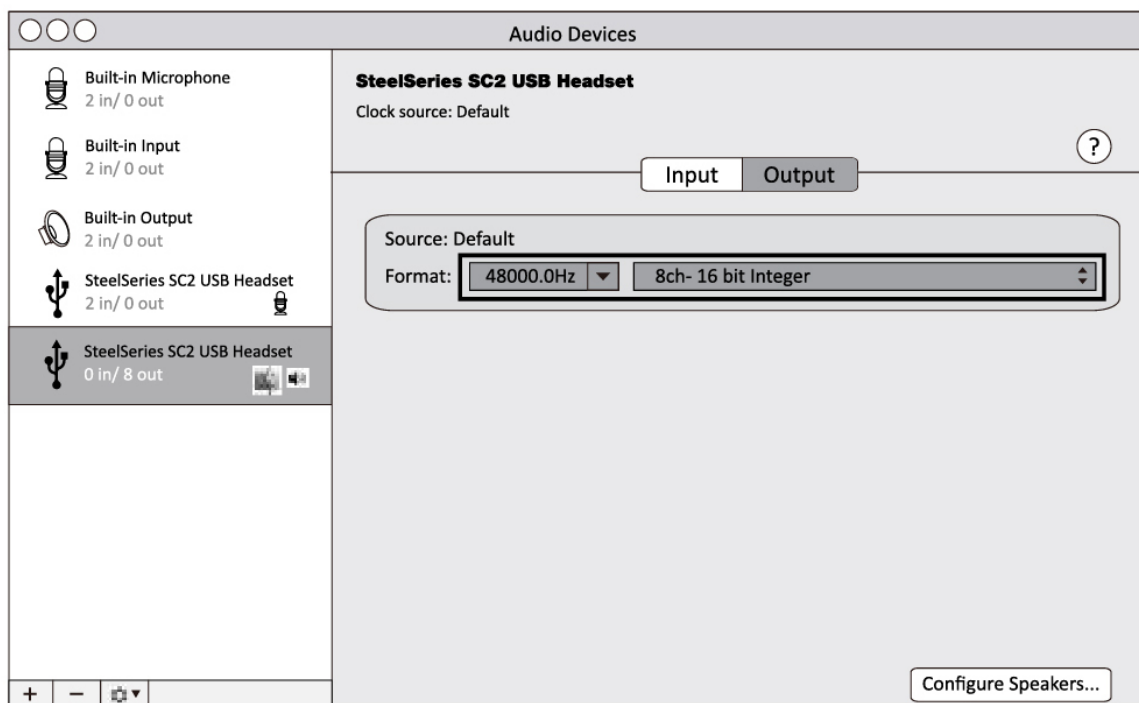 Audio Devices
Built-in Microphone
2 in/ 0 out
Built-in Input
2 in/ 0 out
Built-in Output
2 in/ 0 out
SteelSeries SC2 USB Headset
2 in/ 0 out
SteelSeries SC2 USB Headset
0 in/ 8 out
+ −
SteelSeries SC2 USB Headset
Clock source: Default
?
Input Output
Source: Default
Format: 48000.0Hz 8ch- 16 bit Integer
Configure Speakers...